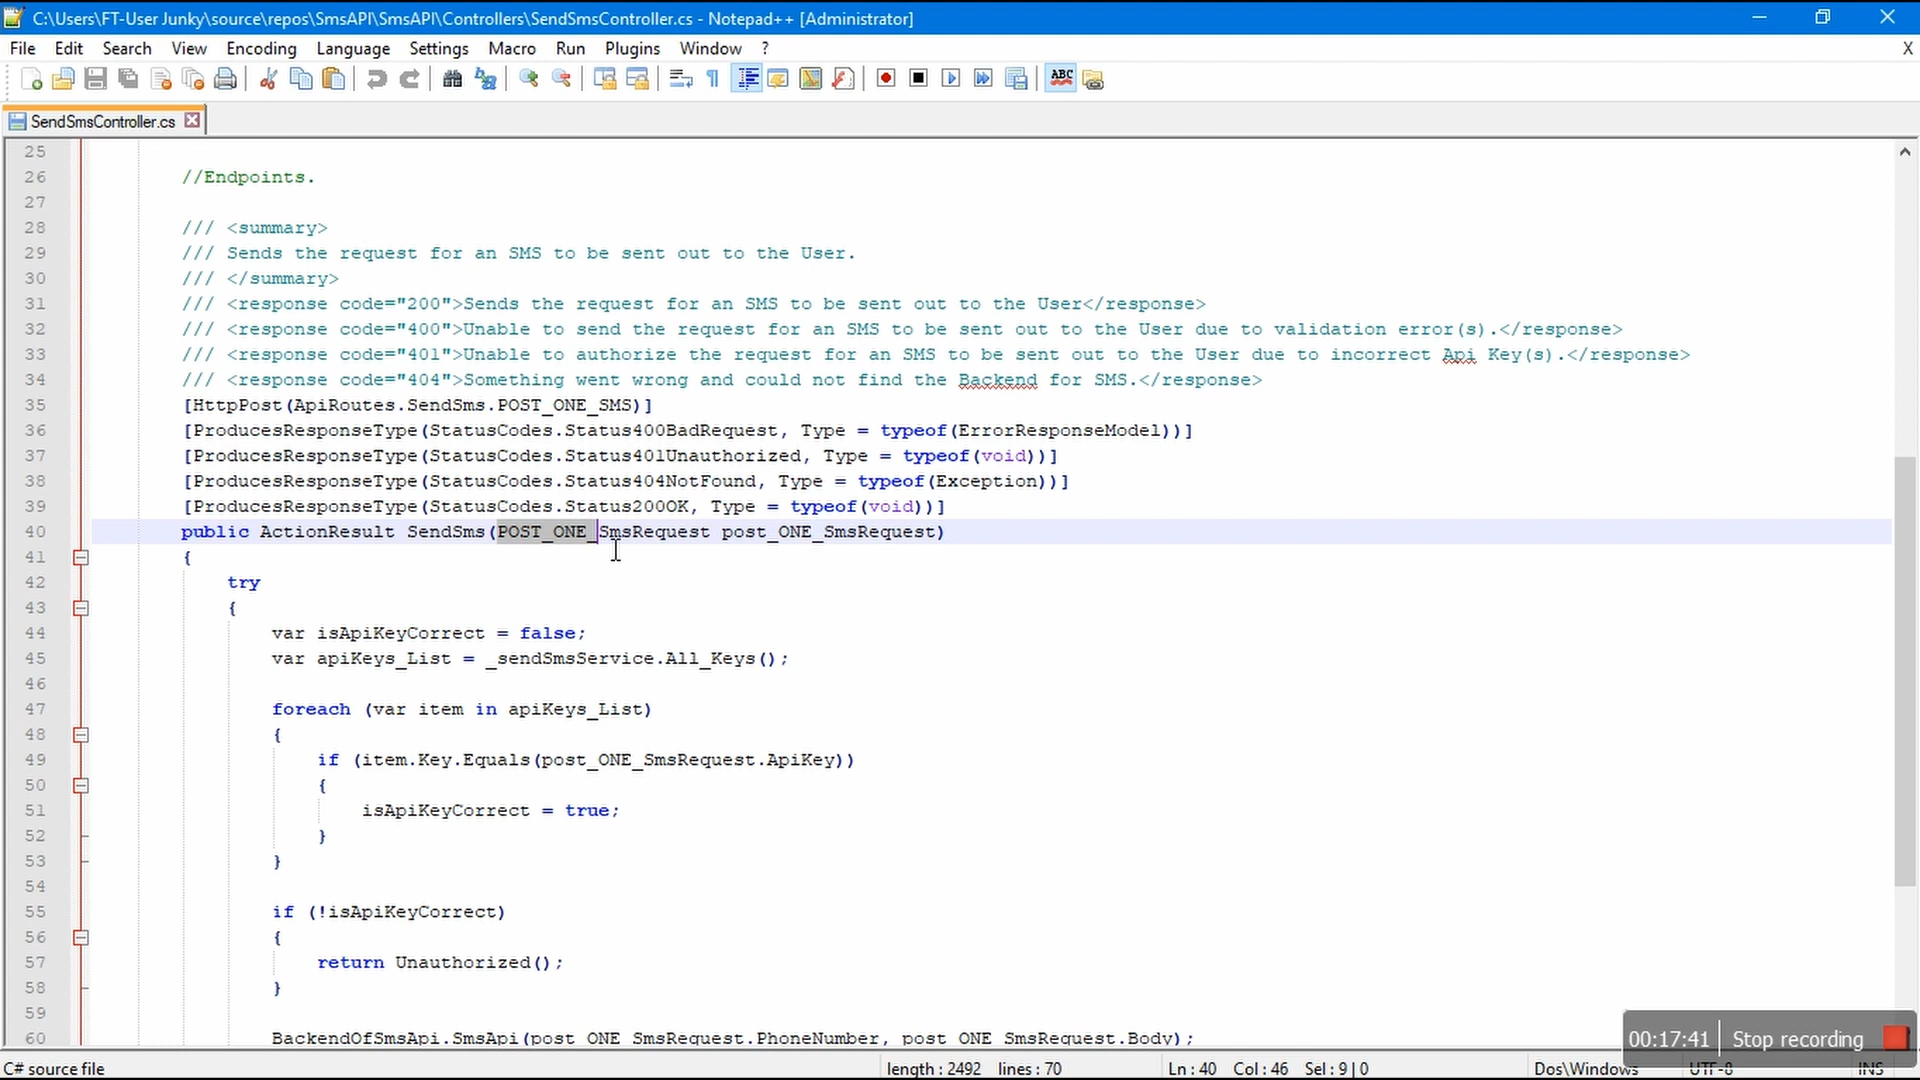 C:\Users\FT-User Junky\source\repos\SmsAPI\SmsAPI\Controllers\SendSmsController.cs - Notepad++ [Administrator]
File Edit Search View Encoding Language Settings Macro Run Plugins Window ? X
ABC
SendSmsController.cs
25
26 //Endpoints.
27
28 /// <summary>
29 /// Sends the request for an SMS to be sent out to the User.
30 /// </summary>
31 /// <response code="200">Sends the request for an SMS to be sent out to the User</response>
32 /// <response code="400">Unable to send the request for an SMS to be sent out to the User due to validation error(s).</response>
33 /// <response code="401">Unable to authorize the request for an SMS to be sent out to the User due to incorrect Api Key(s).</response>
34 /// <response code="404">Something went wrong and could not find the Backend for SMS.</response>
35 [HttpPost(ApiRoutes.SendSms.POST_ONE_SMS)]
36 [ProducesResponseType(StatusCodes.Status400BadRequest, Type = typeof(ErrorResponseModel))]
37 [ProducesResponseType(StatusCodes.Status401Unauthorized, Type = typeof(void))]
38 [ProducesResponseType(StatusCodes.Status404NotFound, Type = typeof(Exception))]
39 [ProducesResponseType(StatusCodes.Status200OK, Type = typeof(void))]
40 public ActionResult SendSms(POST_ONE_SmsRequest post_ONE_SmsRequest)
41 {
42 try
43 {
44 var isApiKeyCorrect = false;
45 var apiKeys_List = _sendSmsService.All_Keys();
46
47 foreach (var item in apiKeys_List)
48 {
49 if (item.Key.Equals(post_ONE_SmsRequest.ApiKey))
50 {
51 isApiKeyCorrect = true;
52 }
53 }
54
55 if (!isApiKeyCorrect)
56 {
57 return Unauthorized();
58 }
59
60 BackendOfSmsApi.SmsApi(post_ONE_SmsRequest.PhoneNumber, post_ONE_SmsRequest.Body);
00:17:41 Stop recording
C# source file length : 2492 lines : 70 Ln : 40 Col : 46 Sel : 9 | 0 Dos\Windows UTF-8 INS